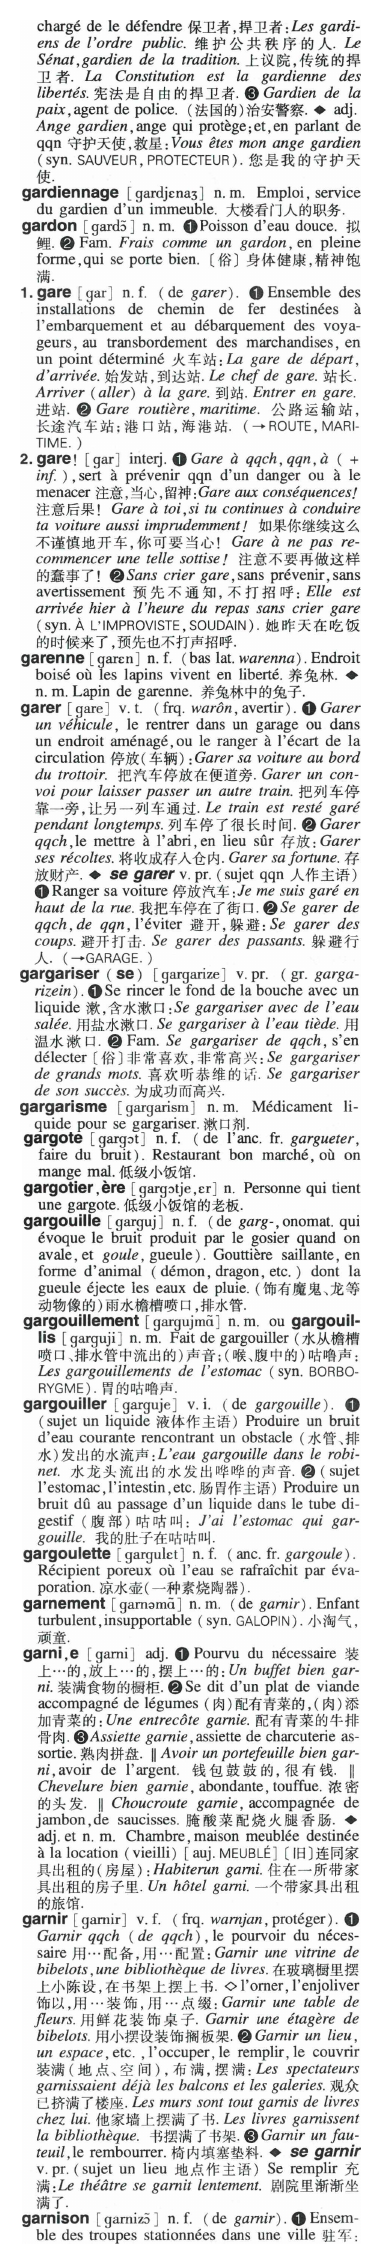 chargé de le défendre 保卫者,捍卫者:Les gardi-
ens de l'ordre public. 维护公共秩序的人. Le
Sénat,gardien de la tradition. 上议院,传统的捍
卫者. La Constitution est la gardienne des
libertés. 宪法是自由的捍卫者. ❸ Gardien de la
paix,agent de police. (法国的)治安警察. ◆ adj.
Ange gardien,ange qui protège;et,en parlant de
qqn 守护天使,救星:Vous êtes mon ange gardien
(syn. SAUVEUR, PROTECTEUR). 您是我的守护天
使.
gardiennage [gardjɛnaʒ] n. m. Emploi, service
du gardien d'un immeuble. 大楼看门人的职务.
gardon [gardɔ̃] n. m. ❶Poisson d'eau douce. 拟
鲤. ❷ Fam. Frais comme un gardon, en pleine
forme,qui se porte bien. 〔俗〕身体健康,精神饱
满.
1. gare [gar] n. f. (de garer). ❶ Ensemble des
installations de chemin de fer destinées à
l'embarquement et au débarquement des voya-
geurs, au transbordement des marchandises, en
un point déterminé 火车站:La gare de départ,
d'arrivée. 始发站,到达站. Le chef de gare. 站长.
Arriver (aller) à la gare. 到站. Entrer en gare.
进站. ❷ Gare routière, maritime. 公路运输站,
长途汽车站;港口站,海港站. (→ROUTE, MARI-
TIME.)
2. gare! [gar] interj. ❶ Gare à qqch, qqn, à ( +
inf. ),sert à prévenir qqn d'un danger ou à le
menacer 注意,当心,留神:Gare aux conséquences!
注意后果! Gare à toi,si tu continues à conduire
ta voiture aussi imprudemment! 如果你继续这么
不谨慎地开车,你可要当心! Gare à ne pas re-
commencer une telle sottise! 注意不要再做这样
的蠢事了! ❷Sans crier gare,sans prévenir,sans
avertissement 预先不通知,不打招呼: Elle est
arrivée hier à l'heure du repas sans crier gare
(syn. À L'IMPROVISTE, SOUDAIN). 她昨天在吃饭
的时候来了,预先也不打声招呼.
garenne [garɛn] n. f. (bas lat. warenna). Endroit
boisé où les lapins vivent en liberté. 养兔林. ◆
n. m. Lapin de garenne. 养兔林中的兔子.
garer [gare] v. t. (frq. warôn, avertir). ❶ Garer
un véhicule, le rentrer dans un garage ou dans
un endroit aménagé,ou le ranger à l'écart de la
circulation 停放(车辆):Garer sa voiture au bord
du trottoir. 把汽车停放在便道旁. Garer un con-
voi pour laisser passer un autre train. 把列车停
靠一旁,让另一列车通过. Le train est resté garé
pendant longtemps. 列车停了很长时间. ❷ Garer
qqch,le mettre à l'abri, en lieu sûr 存放: Garer
ses récoltes. 将收成存入仓内. Garer sa fortune. 存
放财产. ◆ se garer v. pr. (sujet qqn 人作主语)
❶Ranger sa voiture 停放汽车:Je me suis garé en
haut de la rue. 我把车停在了街口. ❷Se garer de
qqch,de qqn, l'éviter 避开,躲避:Se garer des
coups. 避开打击. Se garer des passants. 躲避行
人. (→GARAGE.)
gargariser (se) [gargarize] v. pr. (gr. garga-
rizein). ❶Se rincer le fond de la bouche avec un
liquide 漱,含水漱口:Se gargariser avec de l'eau
salée. 用盐水漱口. Se gargariser à l'eau tiède. 用
温水漱口. ❷ Fam. Se gargariser de qqch, s'en
délecter〔俗〕非常喜欢,非常高兴:Se gargariser
de grands mots. 喜欢听恭维的话. Se gargariser
de son succès. 为成功而高兴.
gargarisme [gargarism] n. m. Médicament li-
quide pour se gargariser. 漱口剂.
gargote [gargɔt] n. f. (de l'anc. fr. gargueter,
faire du bruit). Restaurant bon marché, où on
mange mal. 低级小饭馆.
gargotier,ère [gargɔtje,ɛr] n. Personne qui tient
une gargote. 低级小饭馆的老板.
gargouille [garguj] n. f. (de garg-, onomat. qui
évoque le bruit produit par le gosier quand on
avale, et goule, gueule). Gouttière saillante, en
forme d'animal (démon, dragon, etc.) dont la
gueule éjecte les eaux de pluie. (饰有魔鬼、龙等
动物像的)雨水檐槽喷口,排水管.
gargouillement [gargujmɑ̃] n. m. ou gargouil-
lis [garguji] n. m. Fait de gargouiller (水从檐槽
喷口、排水管中流出的)声音;(喉、腹中的)咕噜声:
Les gargouillements de l'estomac (syn. BORBO-
RYGME). 胃的咕噜声.
gargouiller [garguje] v. i. (de gargouille). ❶
(sujet un liquide 液体作主语) Produire un bruit
d'eau courante rencontrant un obstacle (水管、排
水)发出的水流声:L'eau gargouille dans le robi-
net. 水龙头流出的水发出哗哗的声音. ❷ (sujet
l'estomac,l'intestin,etc. 肠胃作主语) Produire un
bruit dû au passage d'un liquide dans le tube di-
gestif (腹部)咕咕叫: J'ai l'estomac qui gar-
gouille. 我的肚子在咕咕叫.
gargoulette [gargulɛt] n. f. (anc. fr. gargoule).
Récipient poreux où l'eau se rafraîchit par éva-
poration. 凉水壶(一种素烧陶器).
garnement [garnəmɑ̃] n. m. (de garnir). Enfant
turbulent,insupportable (syn. GALOPIN). 小淘气,
顽童.
garni,e [garni] adj. ❶ Pourvu du nécessaire 装
上…的,放上…的,摆上…的: Un buffet bien gar-
ni. 装满食物的橱柜. ❷Se dit d'un plat de viande
accompagné de légumes (肉)配有青菜的,(肉)添
加青菜的:Une entrecôte garnie. 配有青菜的牛排
骨肉. ❸Assiette garnie,assiette de charcuterie as-
sortie. 熟肉拼盘. ‖ Avoir un portefeuille bien gar-
ni,avoir de l'argent. 钱包鼓鼓的,很有钱. ‖
Chevelure bien garnie, abondante, touffue. 浓密
的头发. ‖ Choucroute garnie, accompagnée de
jambon,de saucisses. 腌酸菜配烧火腿香肠. ◆
adj. et n. m. Chambre,maison meublée destinée
à la location (vieilli) [auj. MEUBLÉ]〔旧〕连同家
具出租的(房屋):Habiterun garni. 住在一所带家
具出租的房子里. Un hôtel garni. 一个带家具出租
的旅馆.
garnir [garnir] v. f. (frq. warnjan, protéger). ❶
Garnir qqch (de qqch), le pourvoir du néces-
saire 用…配备,用…配置:Garnir une vitrine de
bibelots,une bibliothèque de livres. 在玻璃橱里摆
上小陈设,在书架上摆上书. ◇l'orner,l'enjoliver
饰以,用…装饰,用…点缀:Garnir une table de
fleurs. 用鲜花装饰桌子. Garnir une étagère de
bibelots. 用小摆设装饰搁板架. ❷ Garnir un lieu,
un espace, etc. , l'occuper, le remplir, le couvrir
装满(地点、空间), 布满, 摆满: Les spectateurs
garnissaient déjà les balcons et les galeries. 观众
已挤满了楼座. Les murs sont tout garnis de livres
chez lui. 他家墙上摆满了书. Les livres garnissent
la bibliothèque. 书摆满了书架. ❸Garnir un fau-
teuil,le rembourrer. 椅内填塞垫料. ◆ se garnir
v. pr. (sujet un lieu 地点作主语) Se remplir 充
满:Le théâtre se garnit lentement. 剧院里渐渐坐
满了.
garnison [garnizɔ̃] n. f. (de garnir). ❶ Ensem-
ble des troupes stationnées dans une ville 驻军: